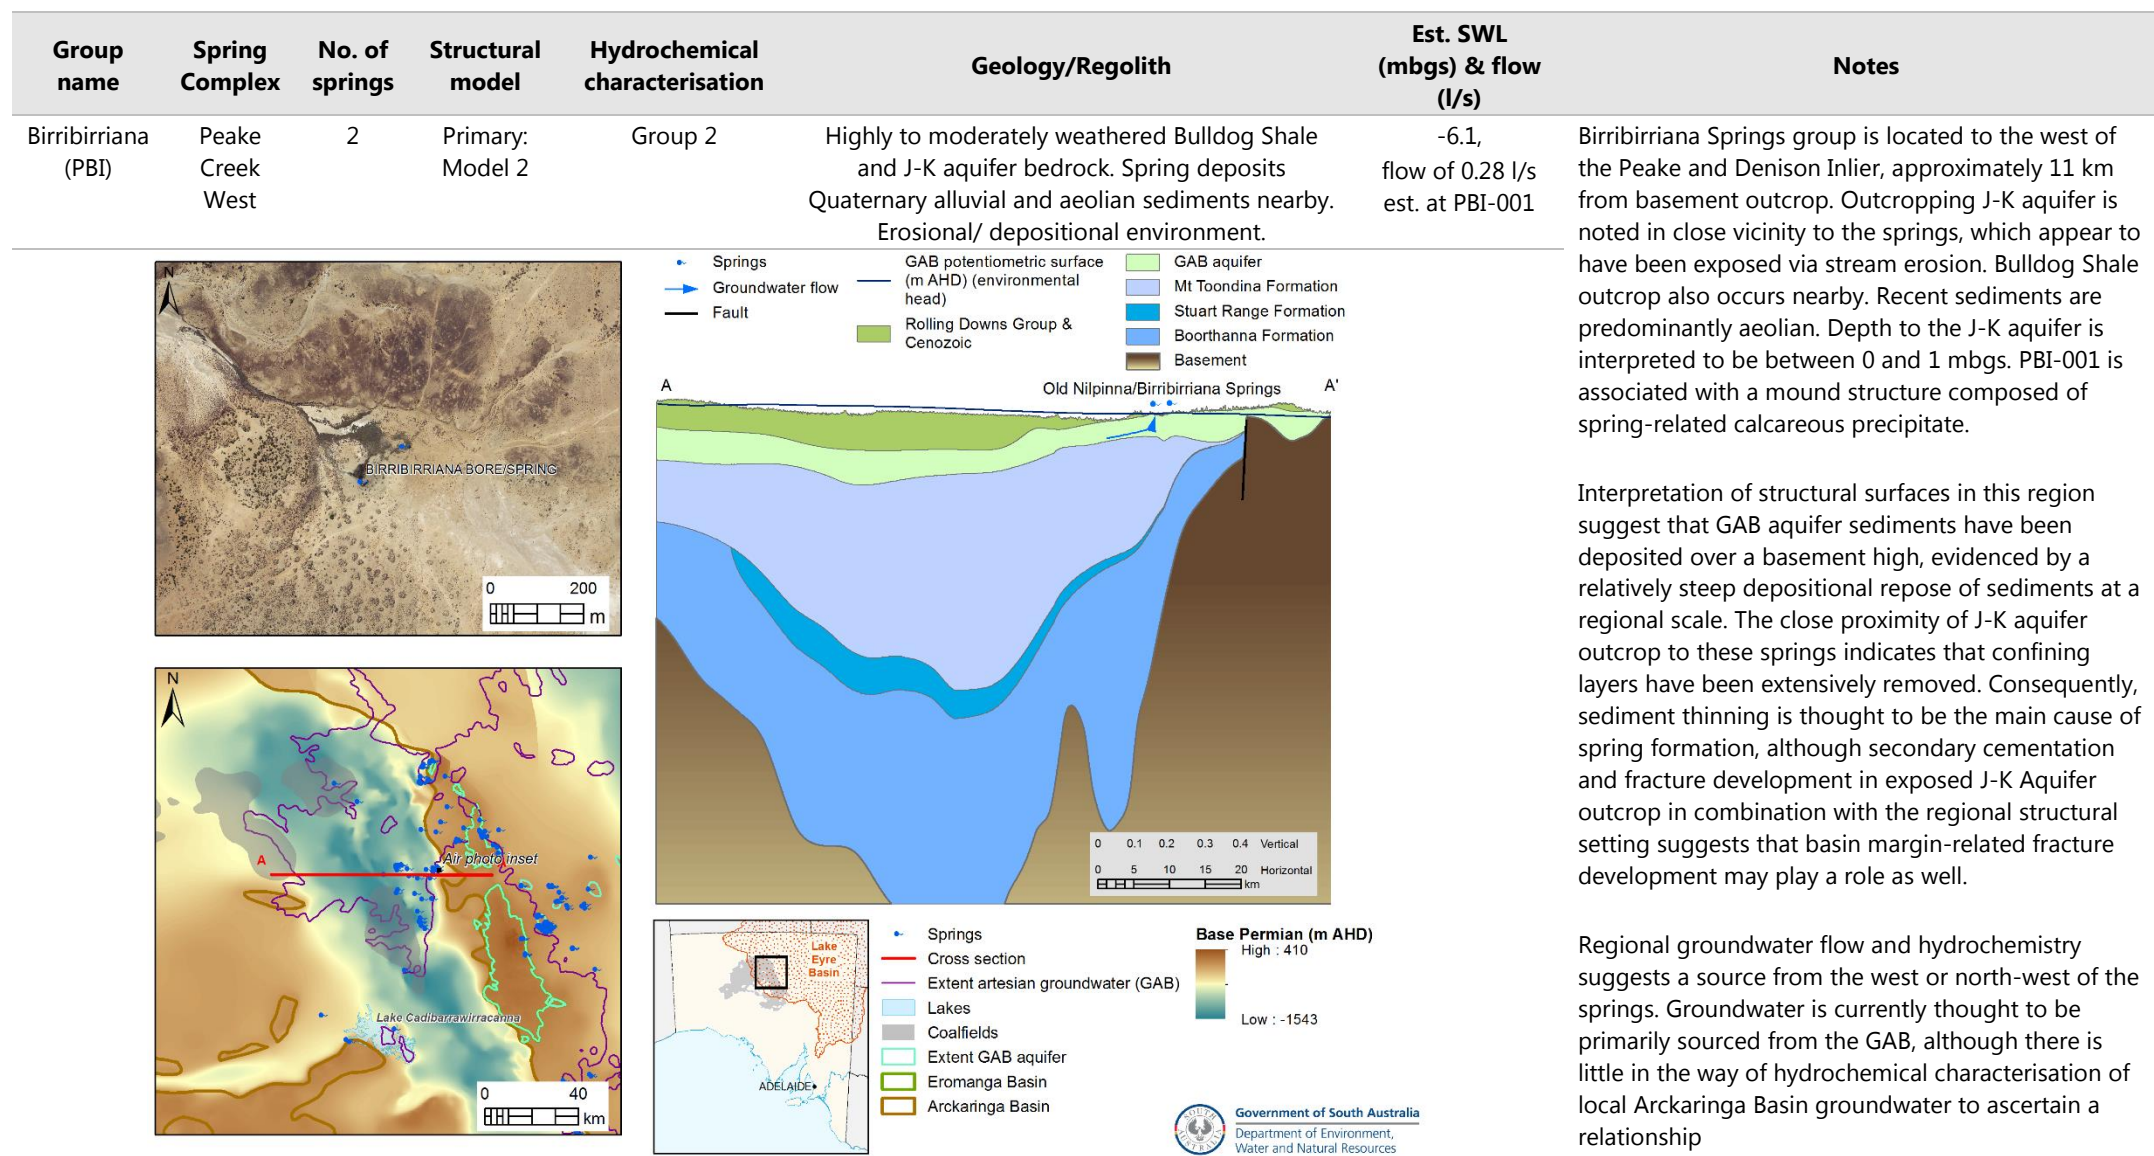 Group name
Spring Complex
No. of springs
Structural model
Hydrochemical characterisation
Geology/Regolith
Est. SWL (mbgs) & flow (l/s)
Notes
Birribirriana (PBI)
Peake Creek West
2
Primary: Model 2
Group 2
Highly to moderately weathered Bulldog Shale
and J-K aquifer bedrock. Spring deposits
Quaternary alluvial and aeolian sediments nearby.
Erosional/ depositional environment.
-6.1,
flow of 0.28 l/s
est. at PBI-001
Birribirriana Springs group is located to the west of
the Peake and Denison Inlier, approximately 11 km
from basement outcrop. Outcropping J-K aquifer is
noted in close vicinity to the springs, which appear to
have been exposed via stream erosion. Bulldog Shale
outcrop also occurs nearby. Recent sediments are
predominantly aeolian. Depth to the J-K aquifer is
interpreted to be between 0 and 1 mbgs. PBI-001 is
associated with a mound structure composed of
spring-related calcareous precipitate.
Interpretation of structural surfaces in this region
suggest that GAB aquifer sediments have been
deposited over a basement high, evidenced by a
relatively steep depositional repose of sediments at a
regional scale. The close proximity of J-K aquifer
outcrop to these springs indicates that confining
layers have been extensively removed. Consequently,
sediment thinning is thought to be the main cause of
spring formation, although secondary cementation
and fracture development in exposed J-K Aquifer
outcrop in combination with the regional structural
setting suggests that basin margin-related fracture
development may play a role as well.
Regional groundwater flow and hydrochemistry
suggests a source from the west or north-west of the
springs. Groundwater is currently thought to be
primarily sourced from the GAB, although there is
little in the way of hydrochemical characterisation of
local Arckaringa Basin groundwater to ascertain a
relationship
N
BIRRIBIRRIANA BORE/SPRING
0 200
m
Springs
Groundwater flow
Fault
GAB potentiometric surface
(m AHD) (environmental
head)
Rolling Downs Group &
Cenozoic
GAB aquifer
Mt Toondina Formation
Stuart Range Formation
Boorthanna Formation
Basement
A
Old Nilpinna/Birribirriana Springs
A'
0 0.1 0.2 0.3 0.4 Vertical
0 5 10 15 20 Horizontal
km
N
A
Air photo inset
Lake Cadibarrawirracanna
0 40
km
Lake
Eyre
Basin
ADELAIDE
Springs
Cross section
Extent artesian groundwater (GAB)
Lakes
Coalfields
Extent GAB aquifer
Eromanga Basin
Arckaringa Basin
Base Permian (m AHD)
High : 410
Low : -1543
SOUTH AUSTRALIA
Government of South Australia
Department of Environment,
Water and Natural Resources